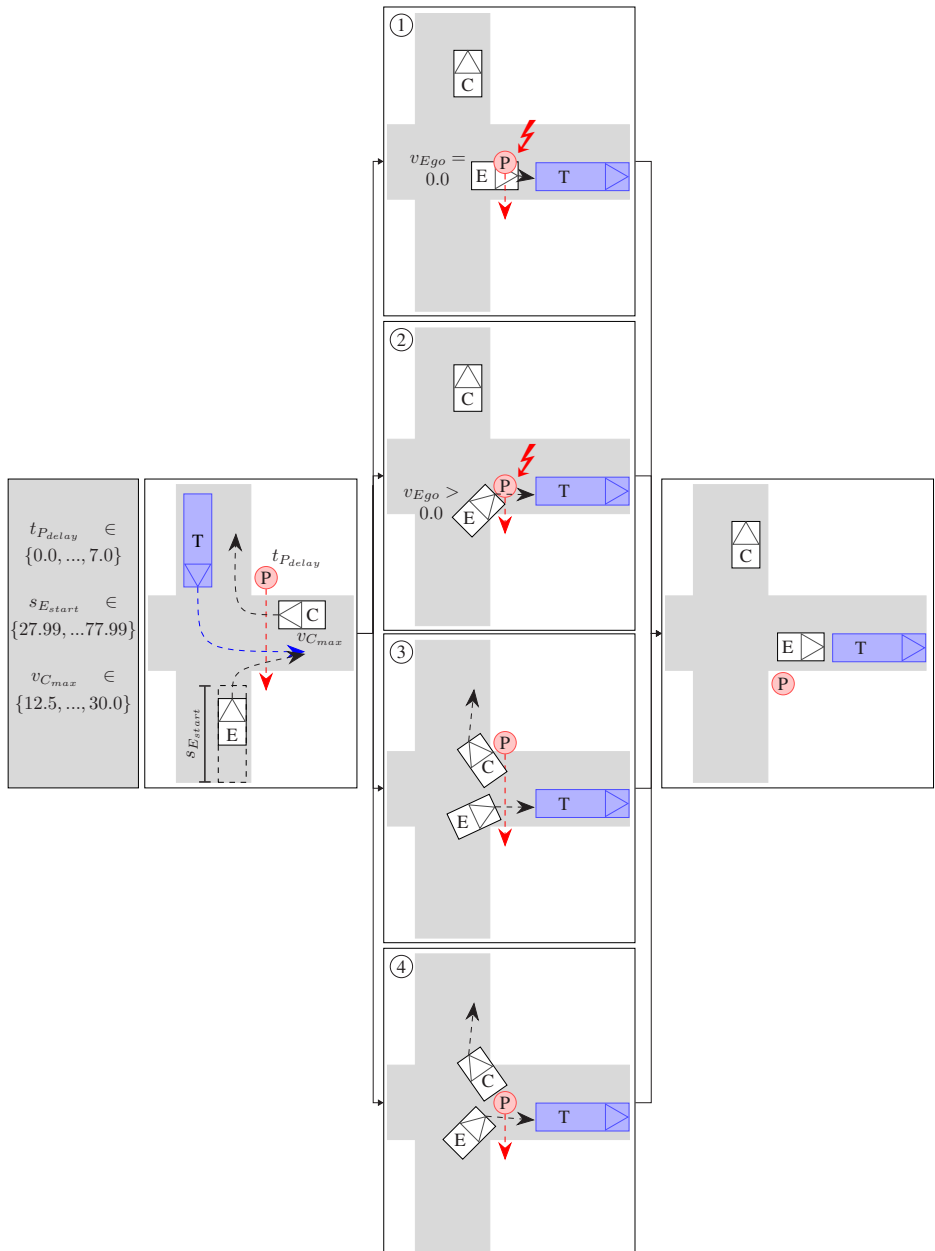 t_{P_{delay}} ∈
{0.0, ..., 7.0}
s_{E_{start}} ∈
{27.99, ...77.99}
v_{C_{max}} ∈
{12.5, ..., 30.0}
T
t_{P_{delay}}
P
C
v_{C_{max}}
E
s_{E_{start}}
1
C
v_{Ego} =
0.0
P
E
T
2
C
v_{Ego} >
0.0
P
E
T
3
P
C
E
T
4
C
P
E
T
C
E
T
P